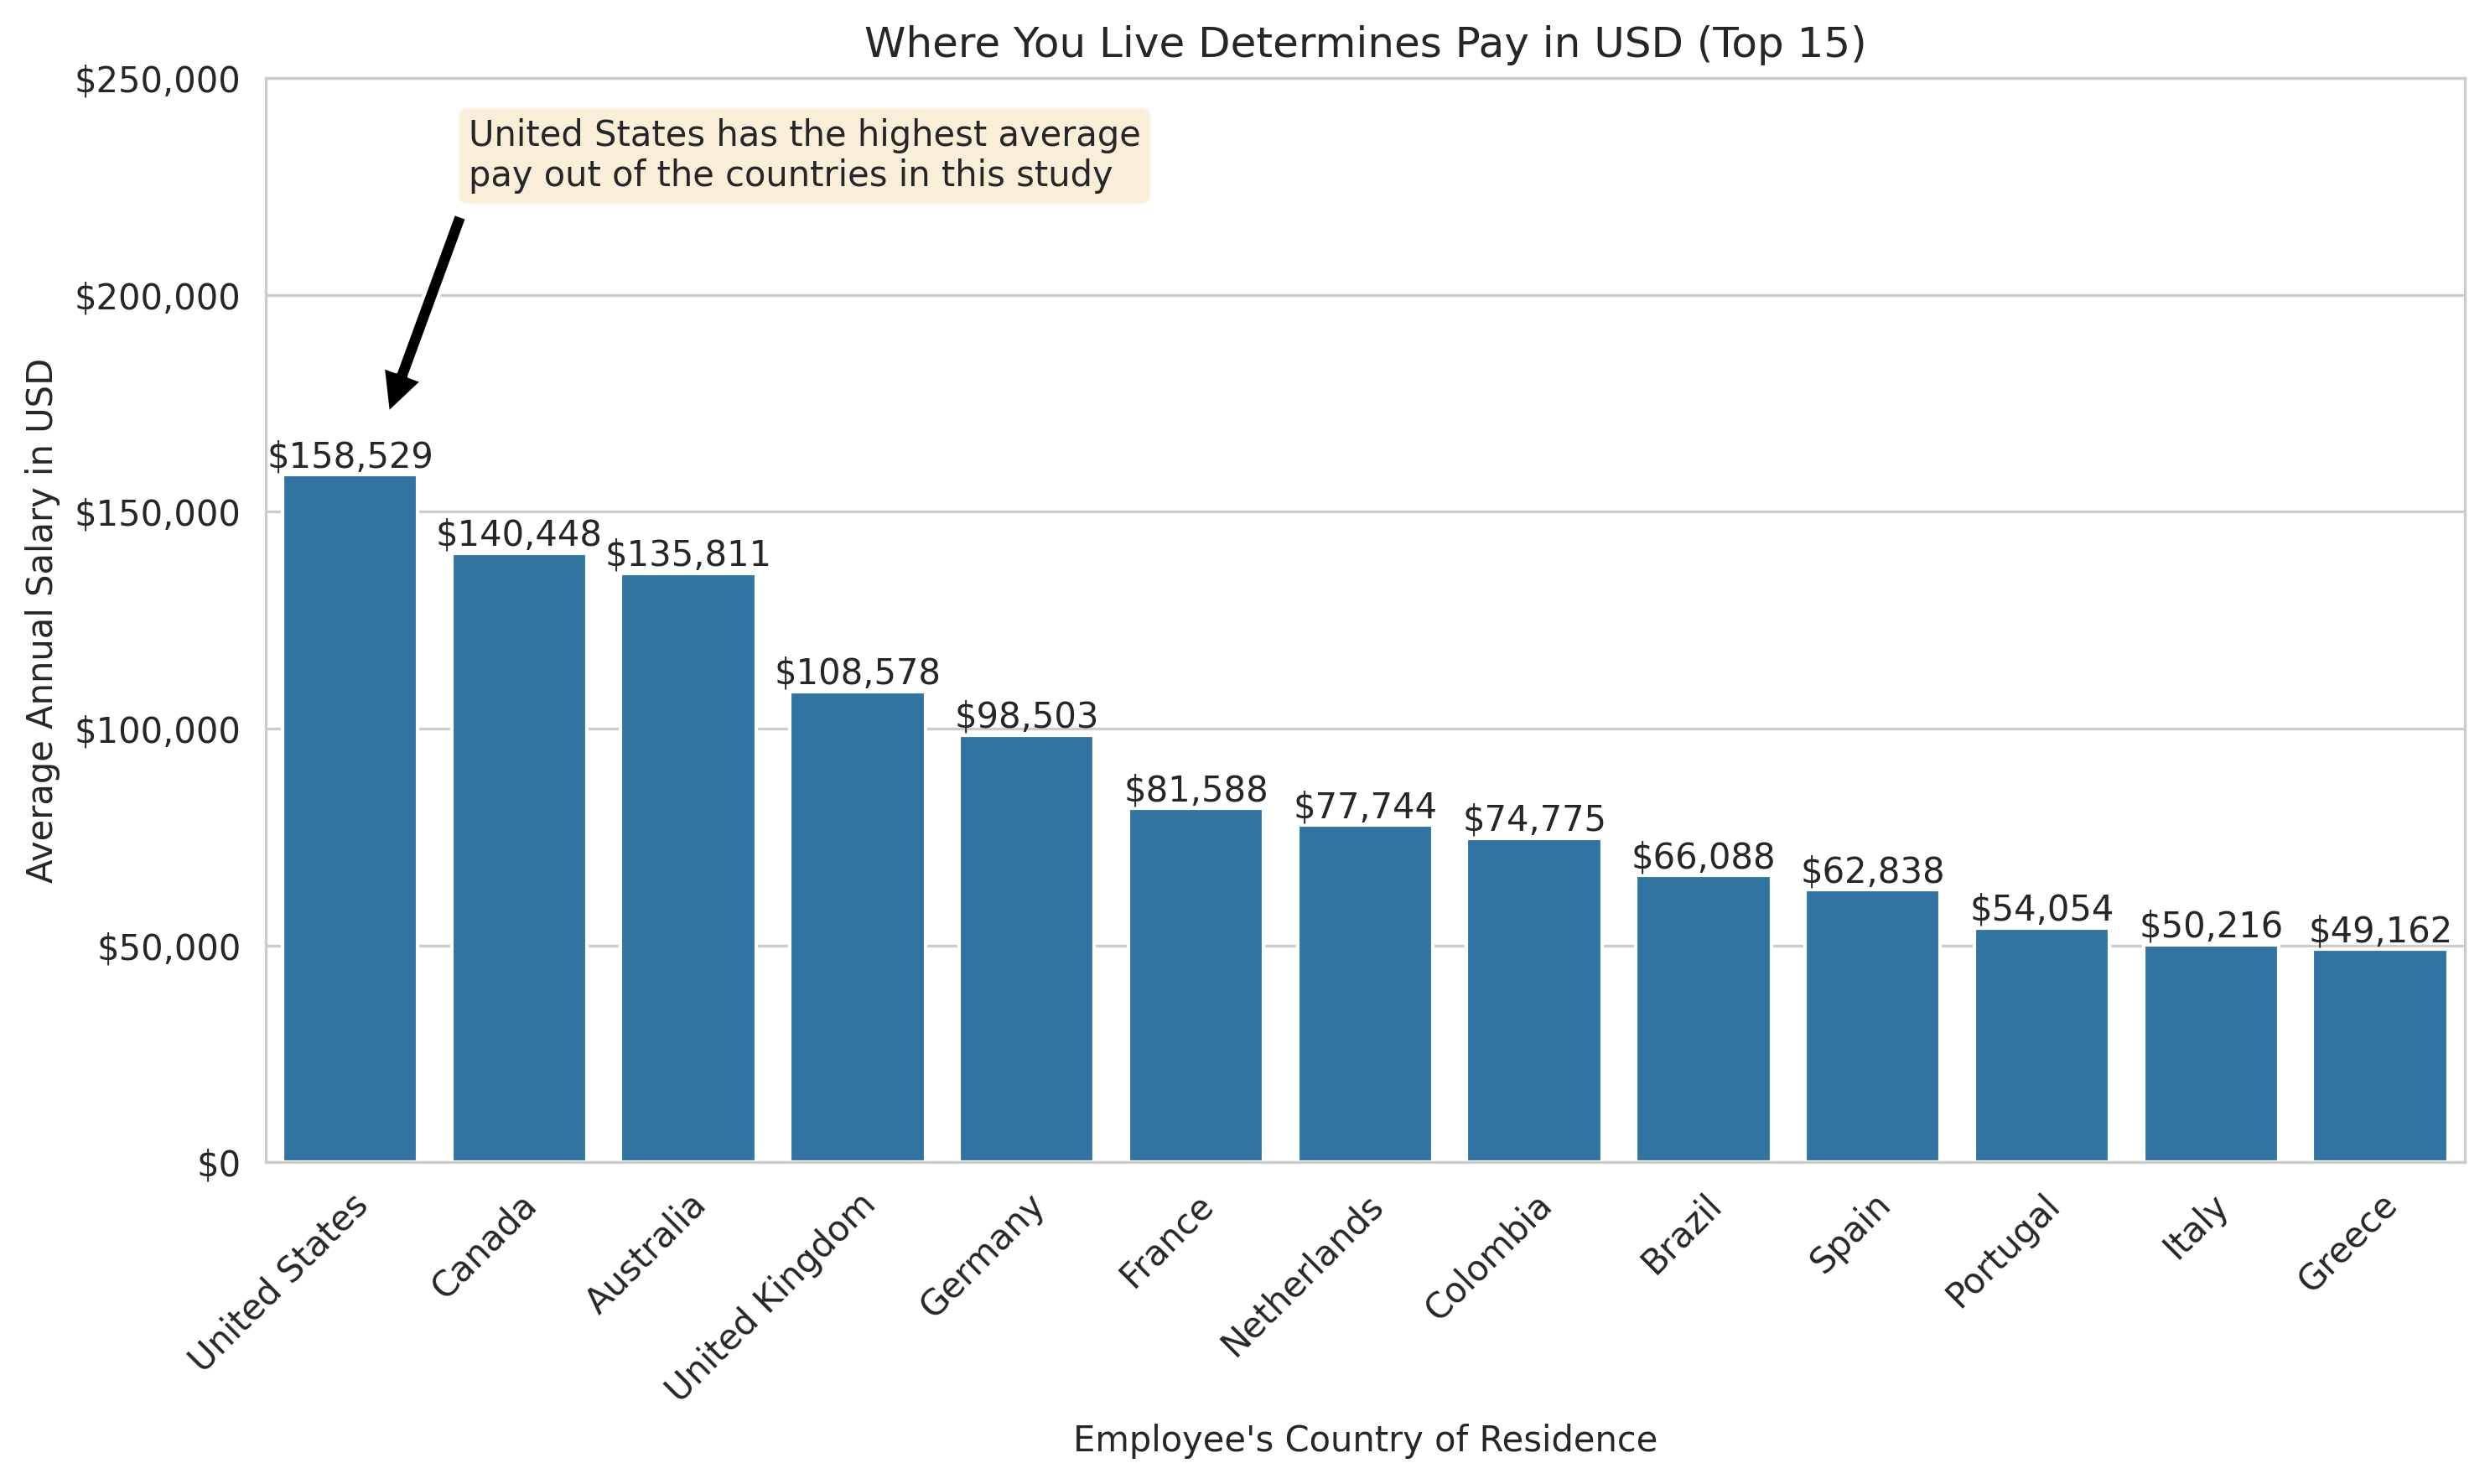 Where You Live Determines Pay in USD (Top 15)
$250,000
$200,000
$150,000
$100,000
$50,000
$0
Average Annual Salary in USD
United States has the highest average
pay out of the countries in this study
$158,529
$140,448
$135,811
$108,578
$98,503
$81,588
$77,744
$74,775
$66,088
$62,838
$54,054
$50,216
$49,162
United States
Canada
Australia
United Kingdom
Germany
France
Netherlands
Colombia
Brazil
Spain
Portugal
Italy
Greece
Employee's Country of Residence